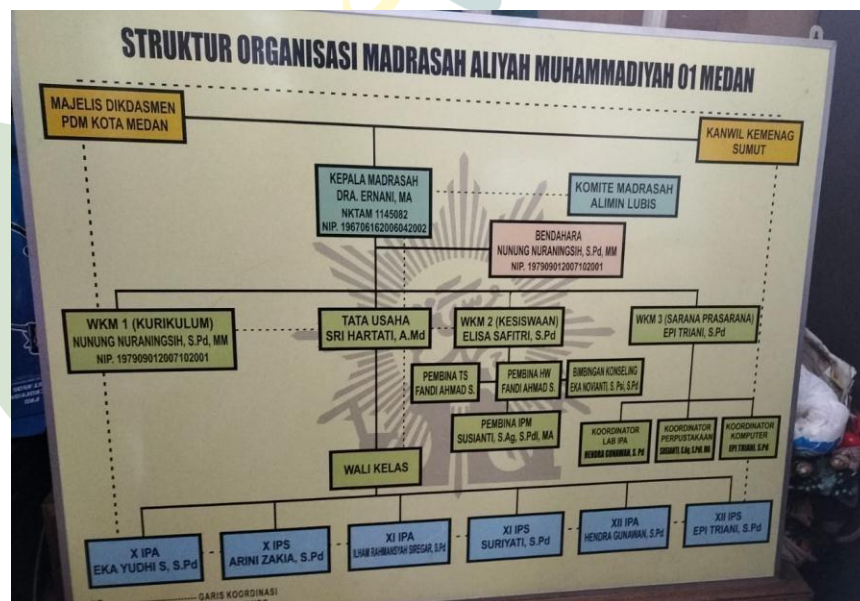 STRUKTUR ORGANISASI MADRASAH ALIYAH MUHAMMADIYAH 01 MEDAN
MAJELIS DIKDASMEN
PDM KOTA MEDAN
KANWIL KEMENAG
SUMUT
KEPALA MADRASAH
DRA. ERNANI, MA
NKTAM 1145082
NIP. 196706162006042002
KOMITE MADRASAH
ALIMIN LUBIS
BENDAHARA
NUNUNG NURANINGSIH, S.Pd, MM
NIP. 197909012007102001
WKM 1 (KURIKULUM)
NUNUNG NURANINGSIH, S.Pd, MM
NIP. 197909012007102001
TATA USAHA
SRI HARTATI, A.Md
WKM 2 (KESISWAAN)
ELISA SAFITRI, S.Pd
WKM 3 (SARANA PRASARANA)
EPI TRIANI, S.Pd
PEMBINA TS
FANDI AHMAD S.
PEMBINA HW
FANDI AHMAD S.
BIMBINGAN KONSELING
EKA NOVIANTI, S. Psi, S.Pd
PEMBINA IPM
SUSIANTI, S.Ag, S.PdI, MA
KOORDINATOR
LAB IPA
HENDRA GUNAWAN, S. Pd
KOORDINATOR
PERPUSTAKAAN
SUSIANTI, S.Ag, S.PdI, MA
KOORDINATOR
KOMPUTER
EPI TRIANI, S.Pd
WALI KELAS
X IPA
EKA YUDHI S, S.Pd
X IPS
ARINI ZAKIA, S.Pd
XI IPA
ILHAM RAHMANSYAH SIREGAR, S.Pd
XI IPS
SURIYATI, S.Pd
XII IPA
HENDRA GUNAWAN, S.Pd
XII IPS
EPI TRIANI, S.Pd
GARIS KOORDINASI